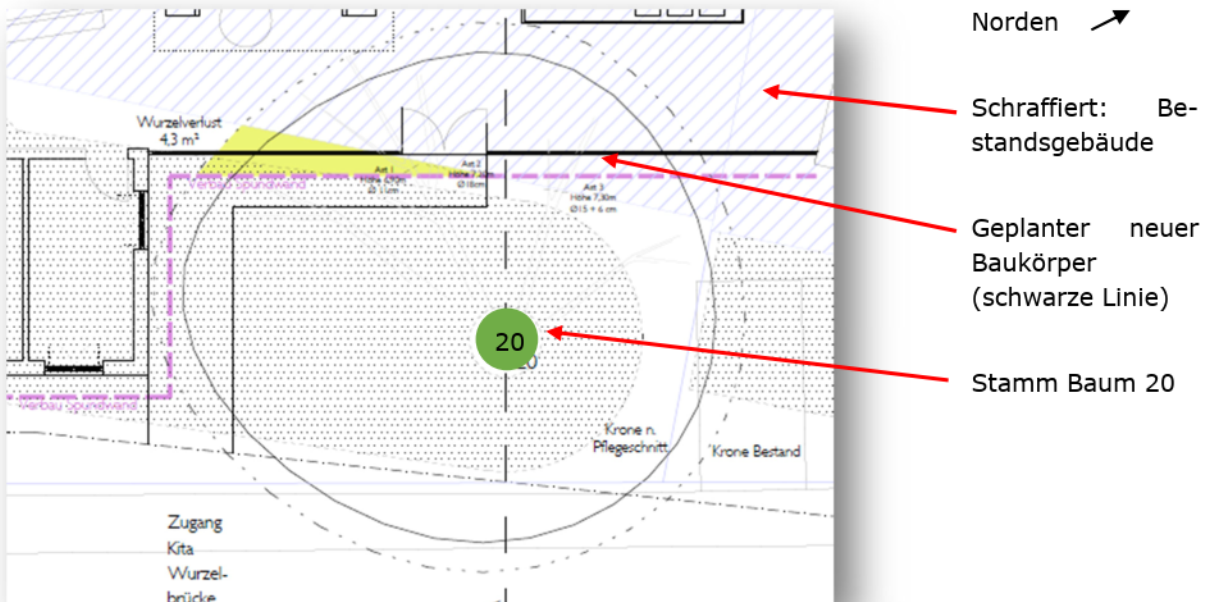 Norden
Schraffiert: Be-
standsgebäude
Geplanter neuer
Baukörper
(schwarze Linie)
Stamm Baum 20
Wurzelverlust
4,3 m²
Verbau Spundwand
Ast 1
Ast 2
Ast 3
Höhe 7,30m
Ø15 + 6 cm
20
20
Verbau Spundwand
Krone n.
Pflegeschnitt
Krone Bestand
Zugang
Kita
Wurzel-
brücke